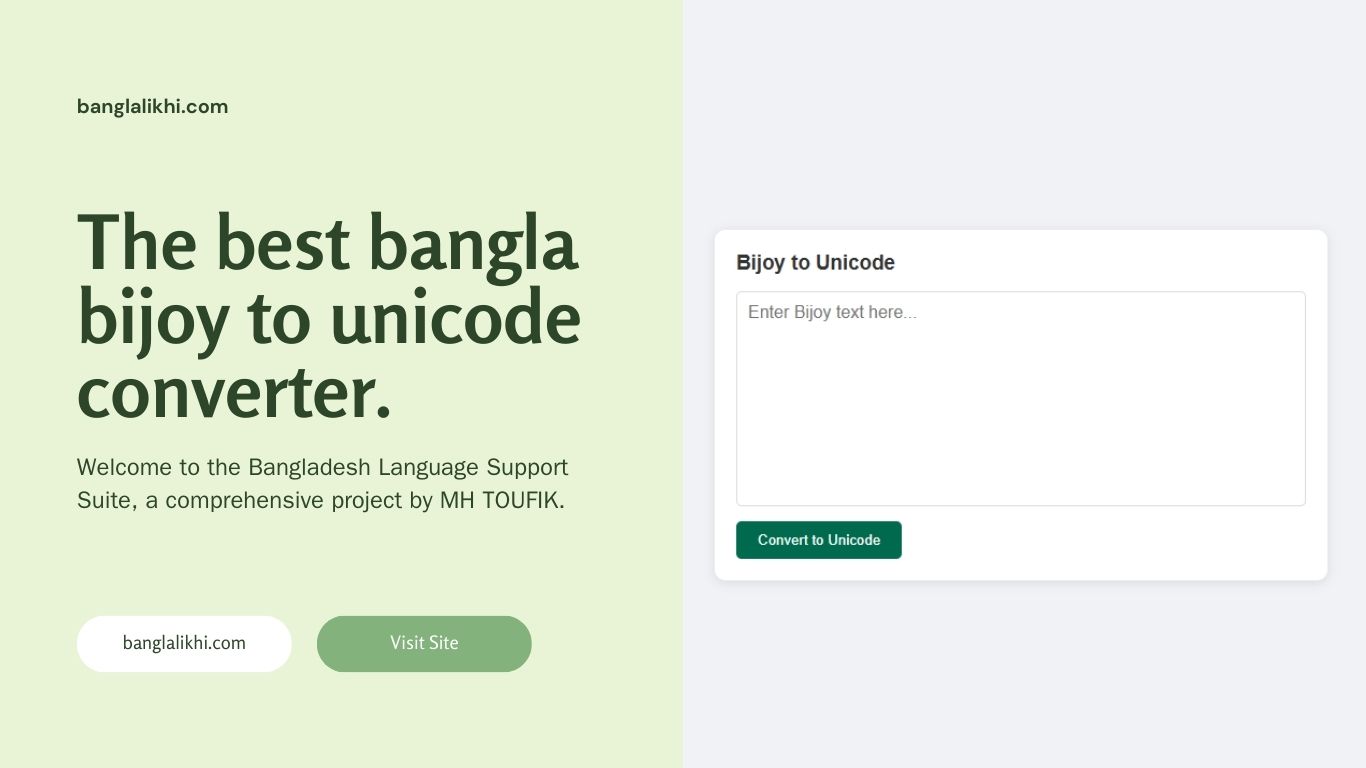 banglalikhi.com
The best bangla
bijoy to unicode
converter.
Welcome to the Bangladesh Language Support
Suite, a comprehensive project by MH TOUFIK.
banglalikhi.com
Visit Site
Bijoy to Unicode
Enter Bijoy text here...
Convert to Unicode